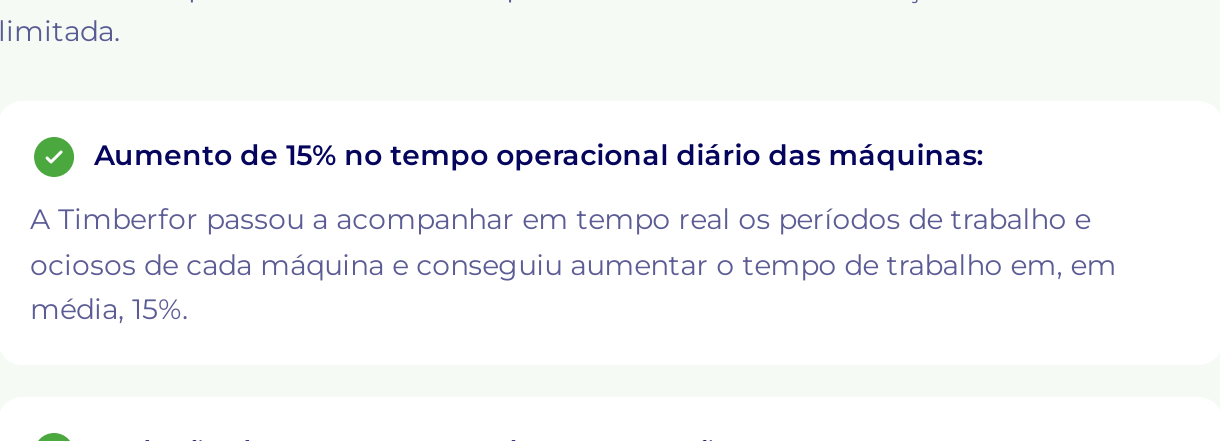 limitada.
Aumento de 15% no tempo operacional diário das máquinas:
A Timberfor passou a acompanhar em tempo real os períodos de trabalho e
ociosos de cada máquina e conseguiu aumentar o tempo de trabalho em, em
média, 15%.